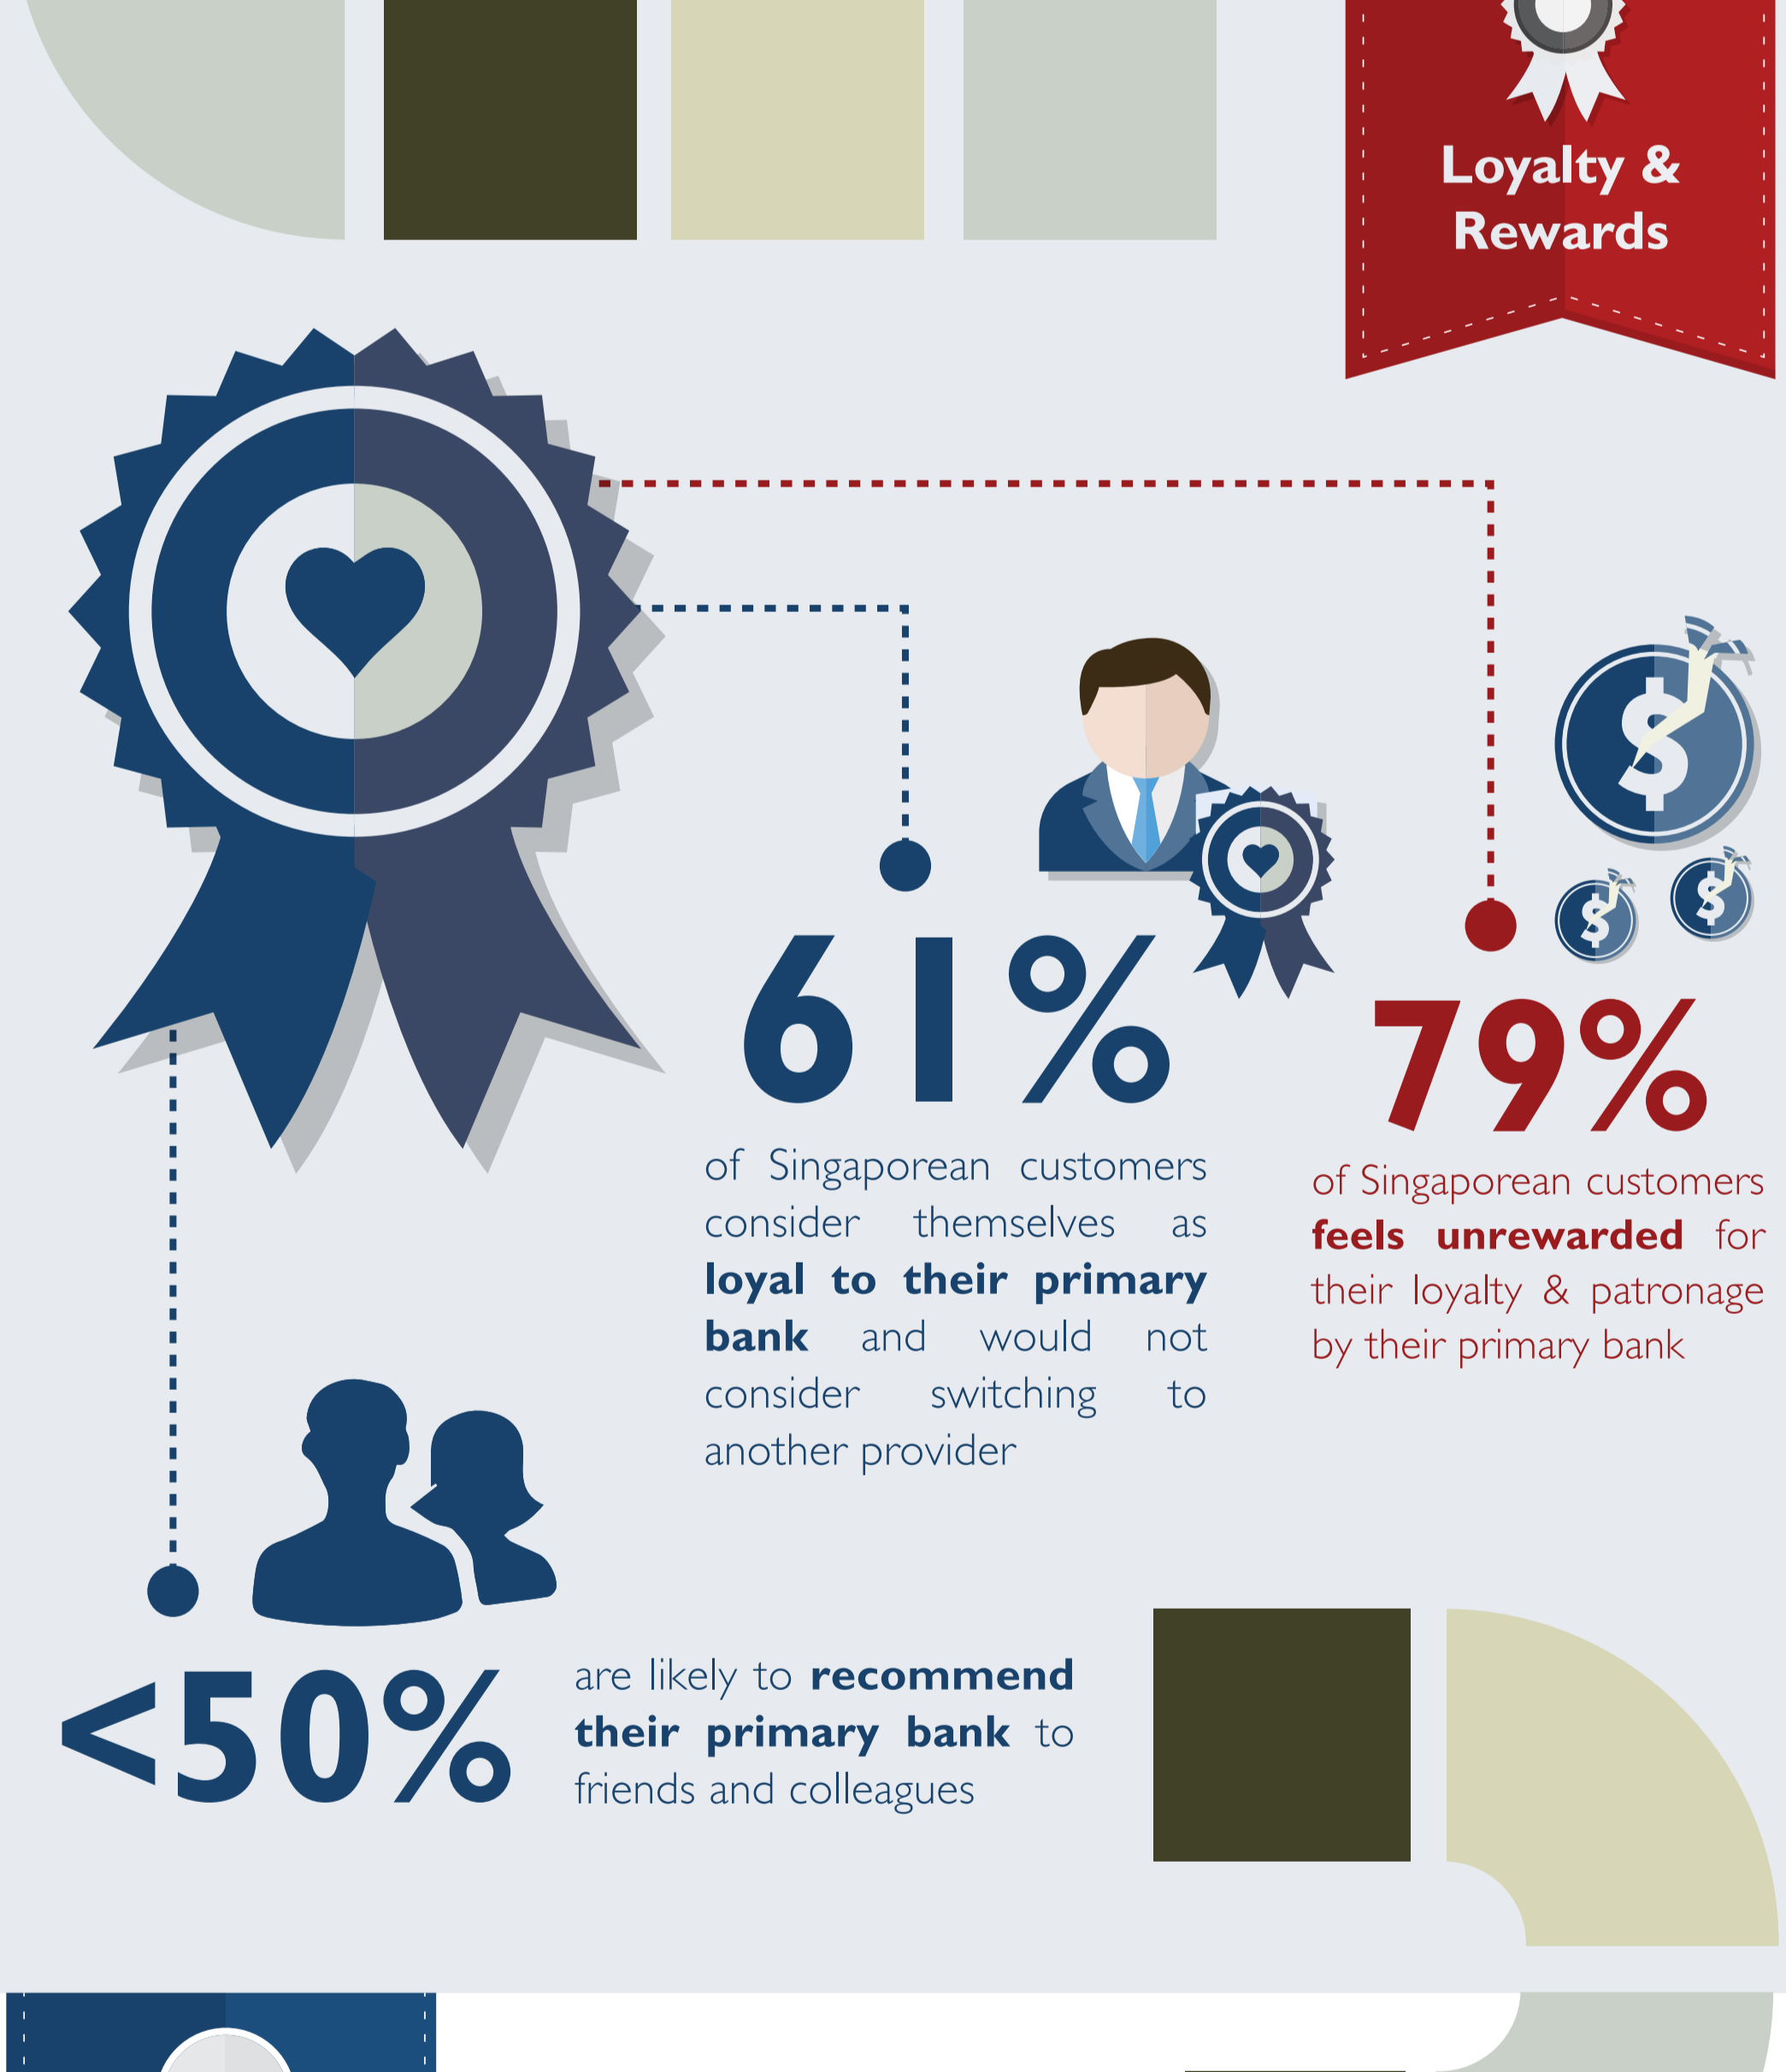 Loyalty &
Rewards
61%
of Singaporean customers
consider themselves as
loyal to their primary
bank and would not
consider switching to
another provider
$
$
$
79%
of Singaporean customers
feels unrewarded for
their loyalty & patronage
by their primary bank
<50%
are likely to recommend
their primary bank to
friends and colleagues